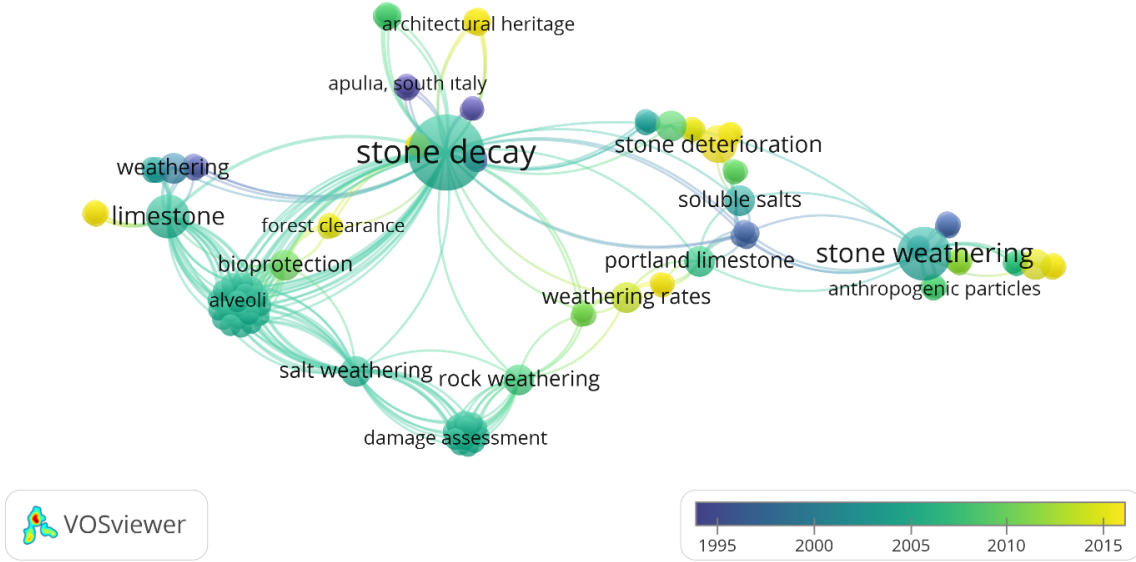 architectural heritage
apulia, south italy
stone decay
stone deterioration
weathering
soluble salts
limestone
forest clearance
stone weathering
bioprotection
portland limestone
anthropogenic particles
alveoli
weathering rates
salt weathering
rock weathering
damage assessment
VOSviewer
1995 2000 2005 2010 2015